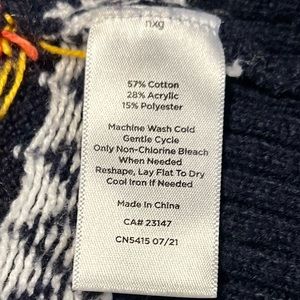 nxg
57% Cotton
28% Acrylic
15% Polyester
Machine Wash Cold
Gentle Cycle
Only Non-Chlorine Bleach
When Needed
Reshape, Lay Flat To Dry
Cool Iron If Needed
Made In China
CA# 23147
CN5415 07/21